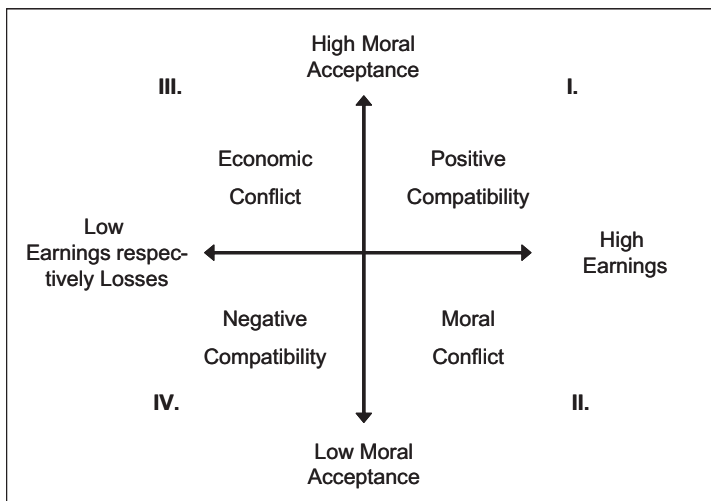 High Moral
Acceptance
III.
I.
Economic
Conflict
Positive
Compatibility
Low
Earnings respec-
tively Losses
High
Earnings
Negative
Compatibility
Moral
Conflict
IV.
II.
Low Moral
Acceptance